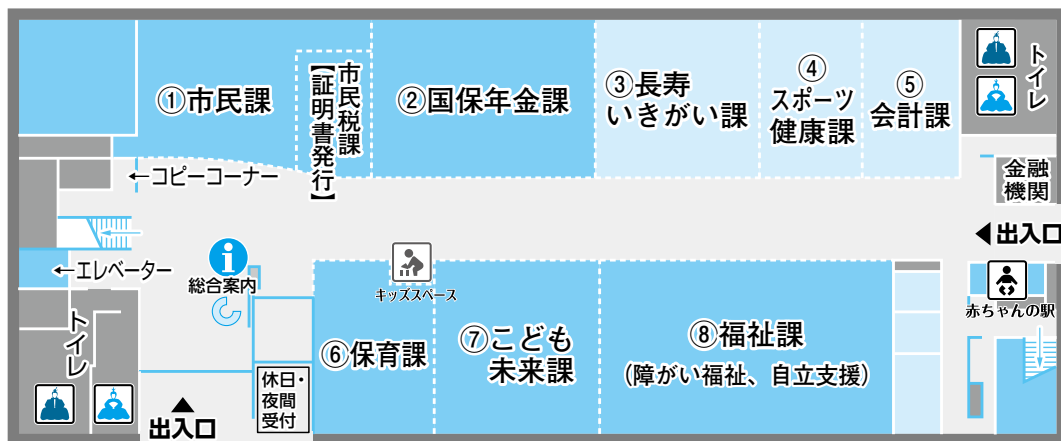 ①市民課
市民税課
【証明書発行】
②国保年金課
③長寿
いきがい課
④
スポーツ
健康課
⑤
会計課
トイレ
←コピーコーナー
金融
機関
◀出入口
←エレベーター
i
総合案内
キッズスペース
赤ちゃんの駅
トイレ
⑥保育課
⑦こども
未来課
⑧福祉課
(障がい福祉、自立支援)
休日・
夜間
受付
▲
出入口